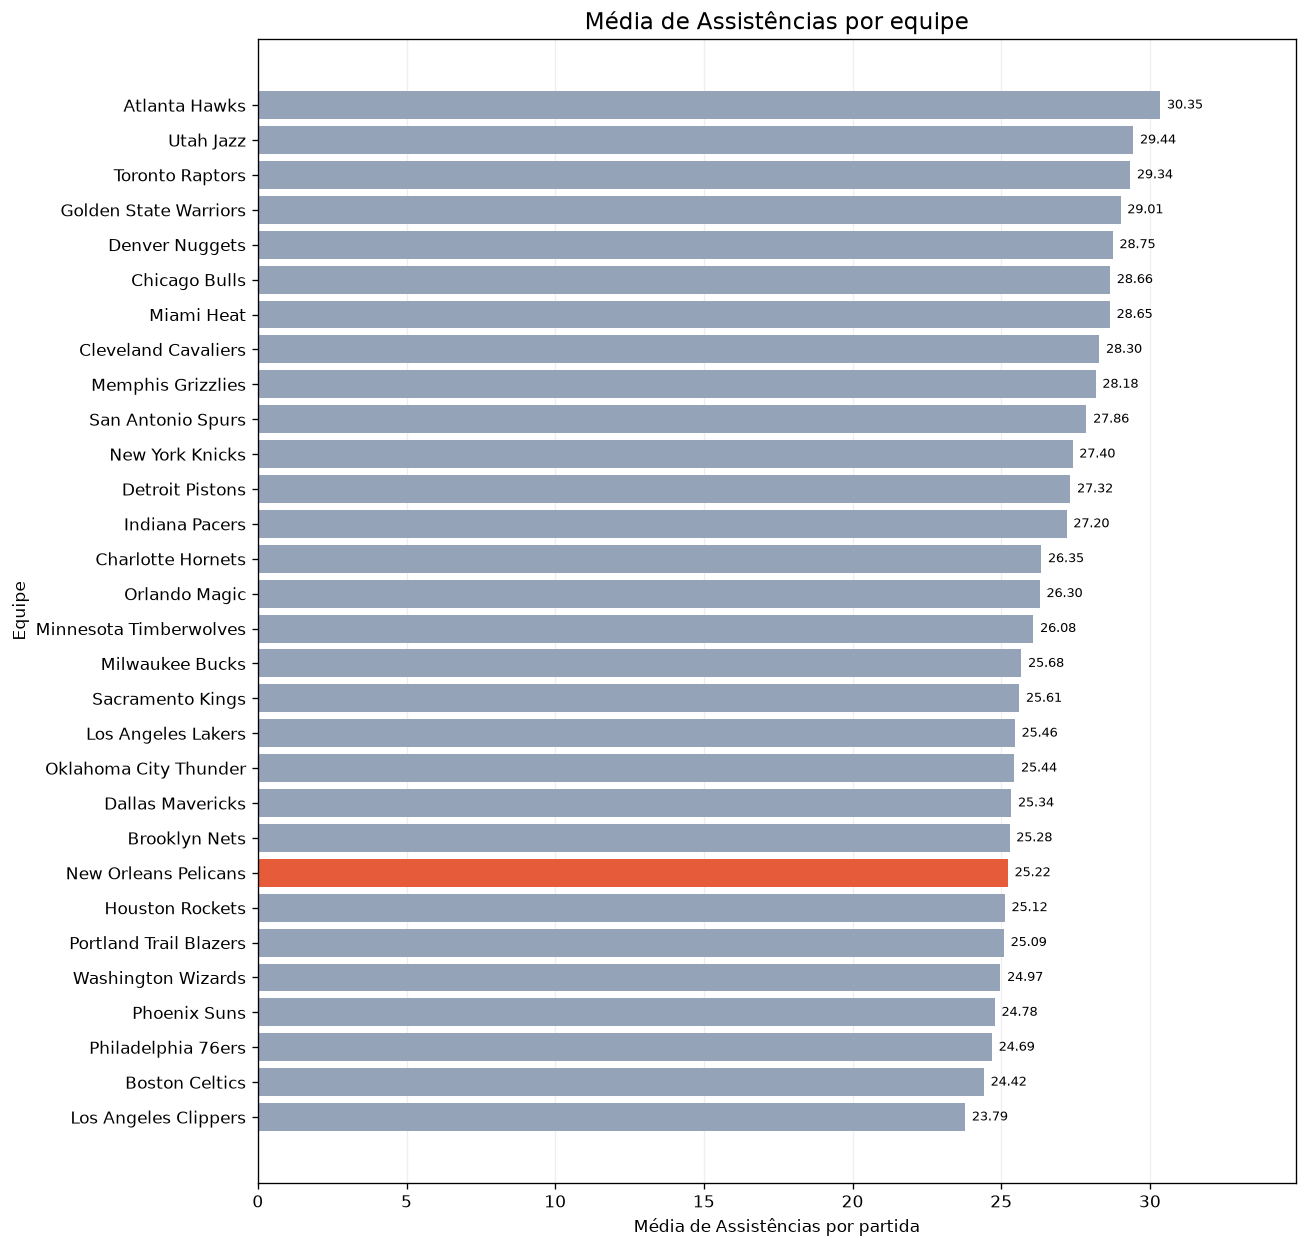 Média de Assistências por equipe
Atlanta Hawks 30.35
Utah Jazz 29.44
Toronto Raptors 29.34
Golden State Warriors 29.01
Denver Nuggets 28.75
Chicago Bulls 28.66
Miami Heat 28.65
Cleveland Cavaliers 28.30
Memphis Grizzlies 28.18
San Antonio Spurs 27.86
New York Knicks 27.40
Detroit Pistons 27.32
Indiana Pacers 27.20
Charlotte Hornets 26.35
Orlando Magic 26.30
Minnesota Timberwolves 26.08
Milwaukee Bucks 25.68
Sacramento Kings 25.61
Los Angeles Lakers 25.46
Oklahoma City Thunder 25.44
Dallas Mavericks 25.34
Brooklyn Nets 25.28
New Orleans Pelicans 25.22
Houston Rockets 25.12
Portland Trail Blazers 25.09
Washington Wizards 24.97
Phoenix Suns 24.78
Philadelphia 76ers 24.69
Boston Celtics 24.42
Los Angeles Clippers 23.79
Equipe
0 5 10 15 20 25 30
Média de Assistências por partida